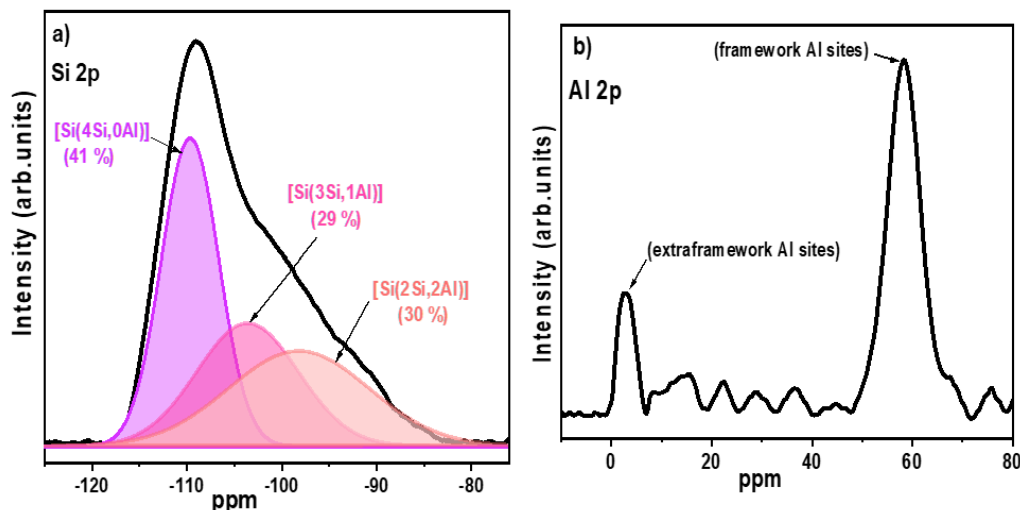 a)
Si 2p
[Si(4Si,0Al)]
(41 %)
[Si(3Si,1Al)]
(29 %)
[Si(2Si,2Al)]
(30 %)
Intensity (arb.units)
-120 -110 -100 -90 -80
ppm
b)
Al 2p
(framework Al sites)
(extraframework Al sites)
Intensity (arb.units)
0 20 40 60 80
ppm